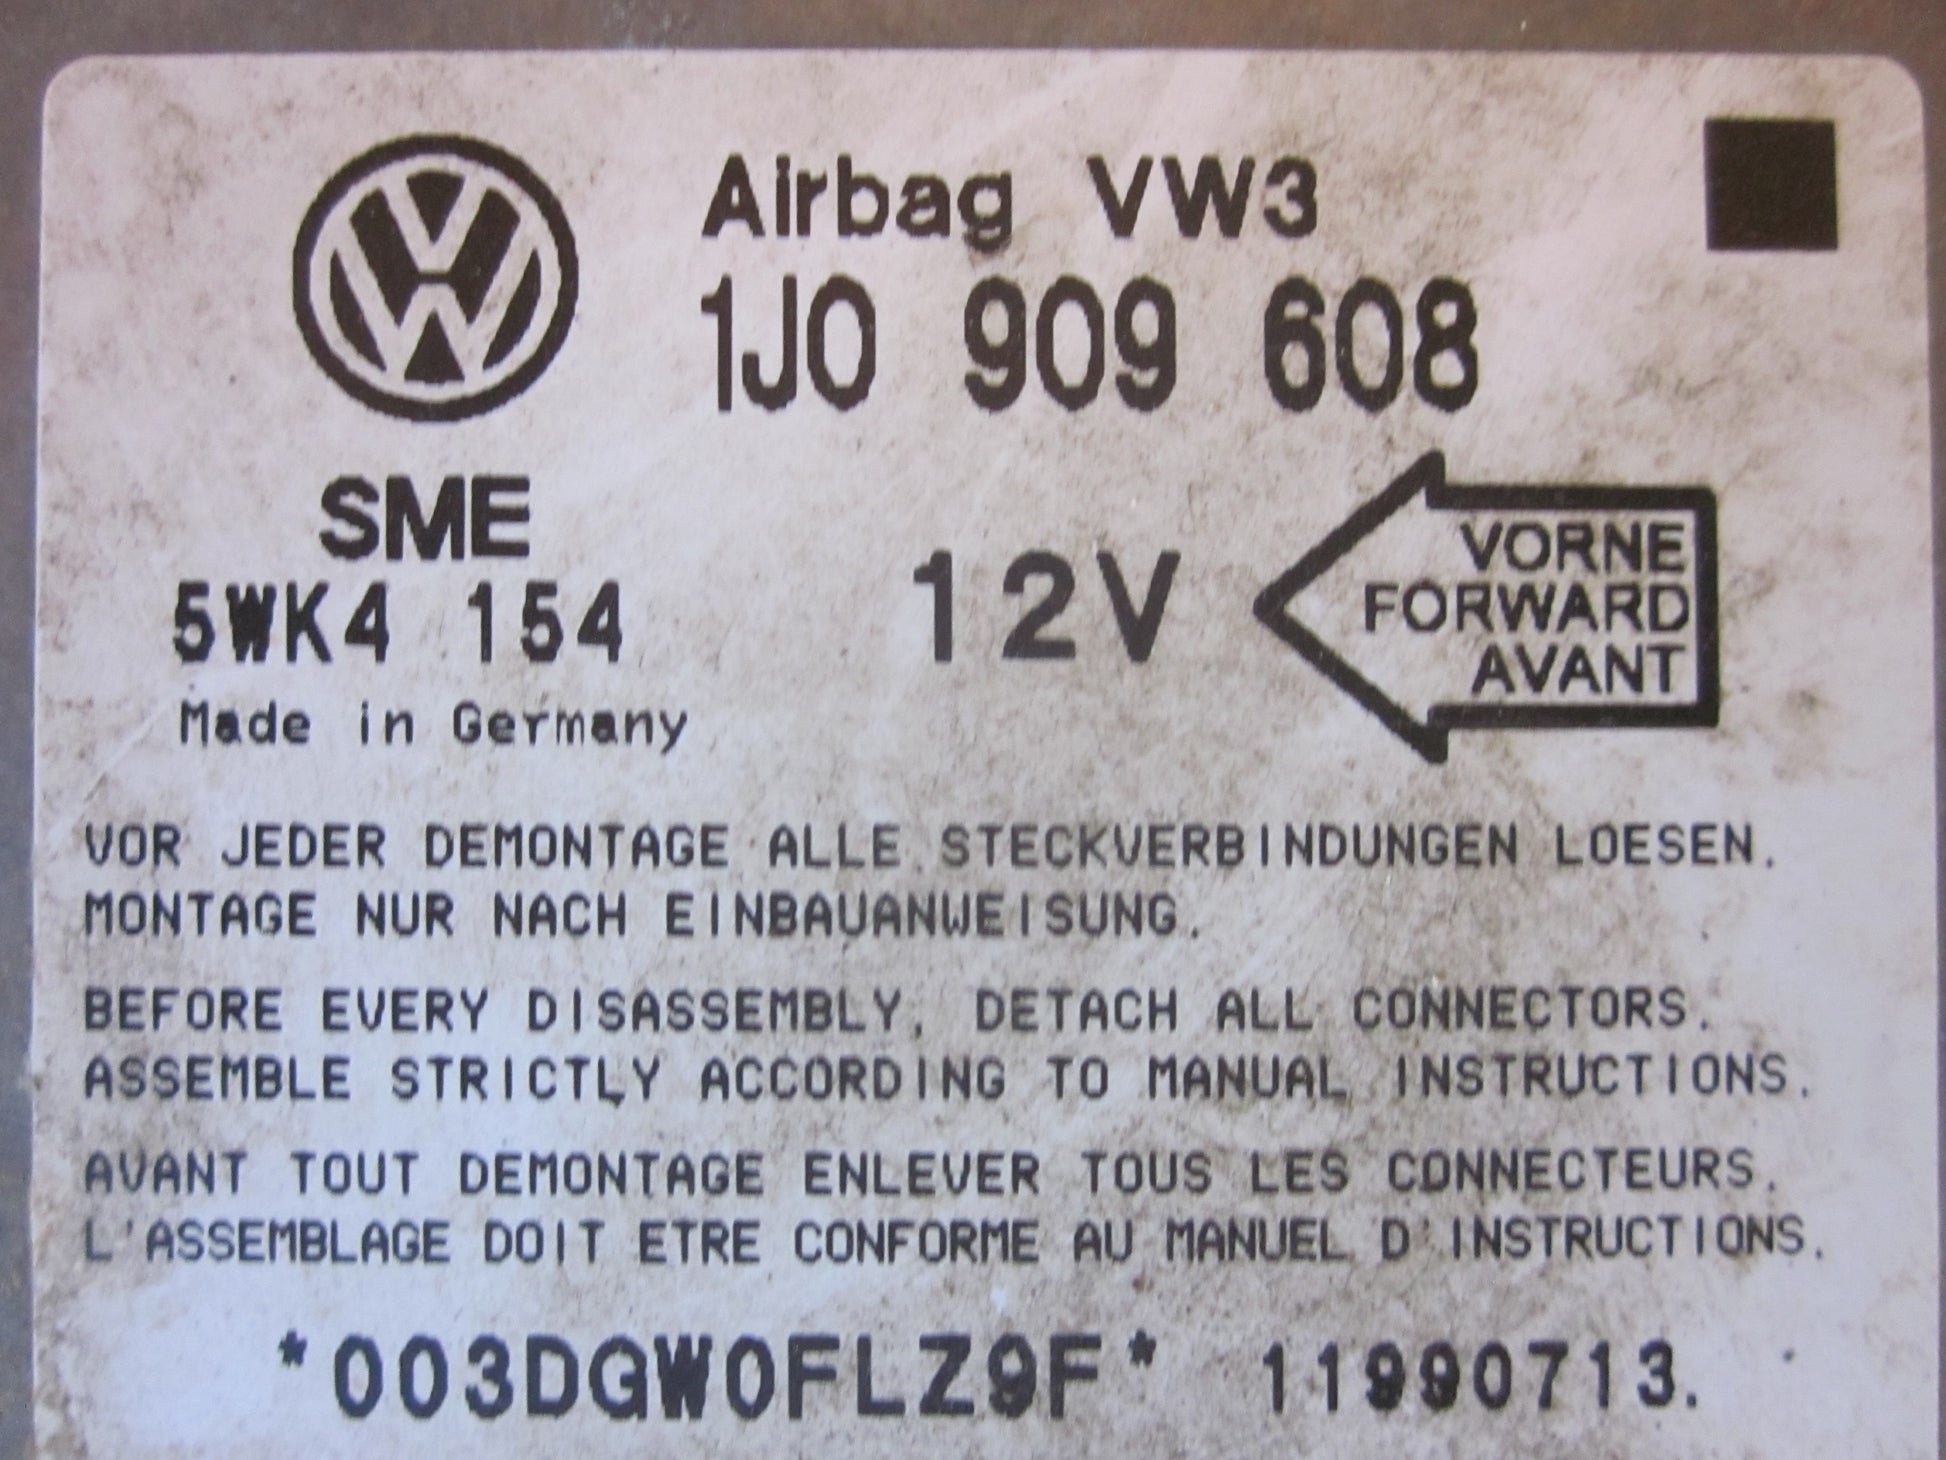 Airbag VW3
1J0 909 608
SME
5WK4 154
Made in Germany
12V
VORNE
FORWARD
AVANT
VOR JEDER DEMONTAGE ALLE STECKVERBINDUNGEN LOESEN.
MONTAGE NUR NACH EINBAUANWEISUNG.
BEFORE EVERY DISASSEMBLY, DETACH ALL CONNECTORS.
ASSEMBLE STRICTLY ACCORDING TO MANUAL INSTRUCTIONS.
AVANT TOUT DEMONTAGE ENLEVER TOUS LES CONNECTEURS.
L'ASSEMBLAGE DOIT ETRE CONFORME AU MANUEL D'INSTRUCTIONS.
*003DGW0FLZ9F* 11990713.